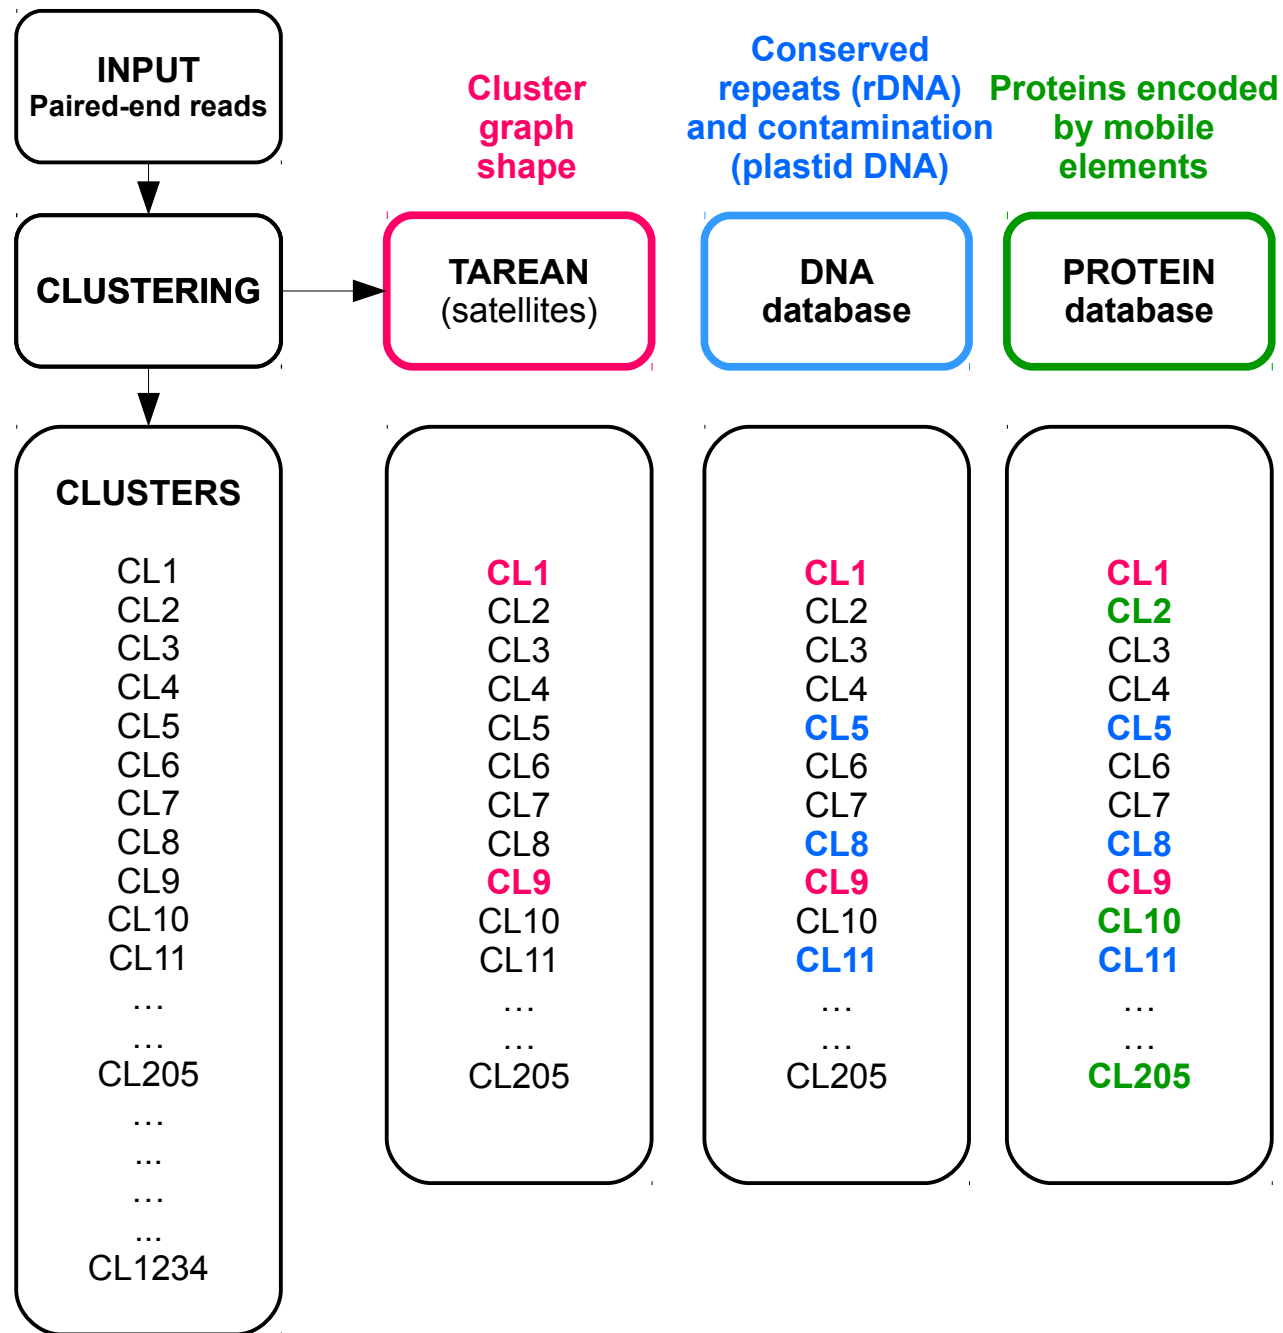 INPUT
Paired-end reads
CLUSTERING
Cluster
graph
shape
TAREAN
(satellites)
Conserved
repeats (rDNA)
and contamination
(plastid DNA)
DNA
database
Proteins encoded
by mobile
elements
PROTEIN
database
CLUSTERS
CL1
CL2
CL3
CL4
CL5
CL6
CL7
CL8
CL9
CL10
CL11
...
...
CL205
...
...
...
...
CL1234
CL1
CL2
CL3
CL4
CL5
CL6
CL7
CL8
CL9
CL10
CL11
...
...
CL205
CL1
CL2
CL3
CL4
CL5
CL6
CL7
CL8
CL9
CL10
CL11
...
...
CL205
CL1
CL2
CL3
CL4
CL5
CL6
CL7
CL8
CL9
CL10
CL11
...
...
CL205